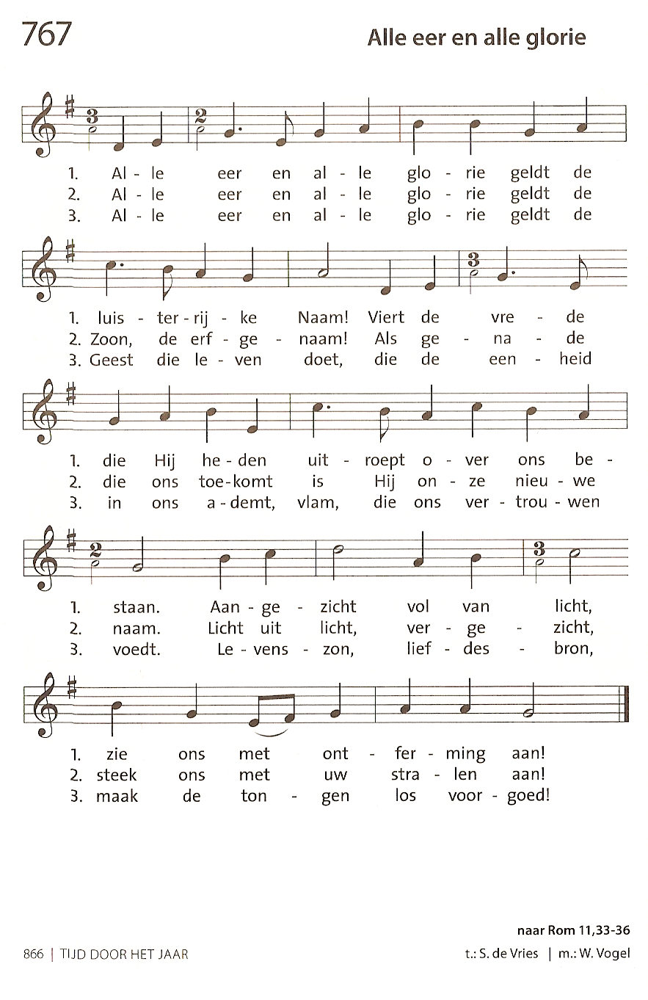 767
Alle eer en alle glorie
3 2
1. Al - le eer en al - le glo - rie geldt de
2. Al - le eer en al - le glo - rie geldt de
3. Al - le eer en al - le glo - rie geldt de
3
1. luis - ter - rij - ke Naam! Viert de vre - de
2. Zoon, de erf - ge - naam! Als ge - na - de
3. Geest die le - ven doet, die de een - heid
1. die Hij he - den uit - roept o - ver ons be -
2. die ons toe - komt is Hij on - ze nieu - we
3. in ons a - demt, vlam, die ons ver - trou - wen
2 3
1. staan. Aan - ge - zicht vol van licht,
2. naam. Licht uit licht, ver - ge - zicht,
3. voedt. Le - vens - zon, lief - des - bron,
1. zie ons met ont - fer - ming aan!
2. steek ons met uw stra - len aan!
3. maak de ton - gen los voor - goed!
naar Rom 11,33-36
866 | TIJD DOOR HET JAAR
t.: S. de Vries | m.: W. Vogel